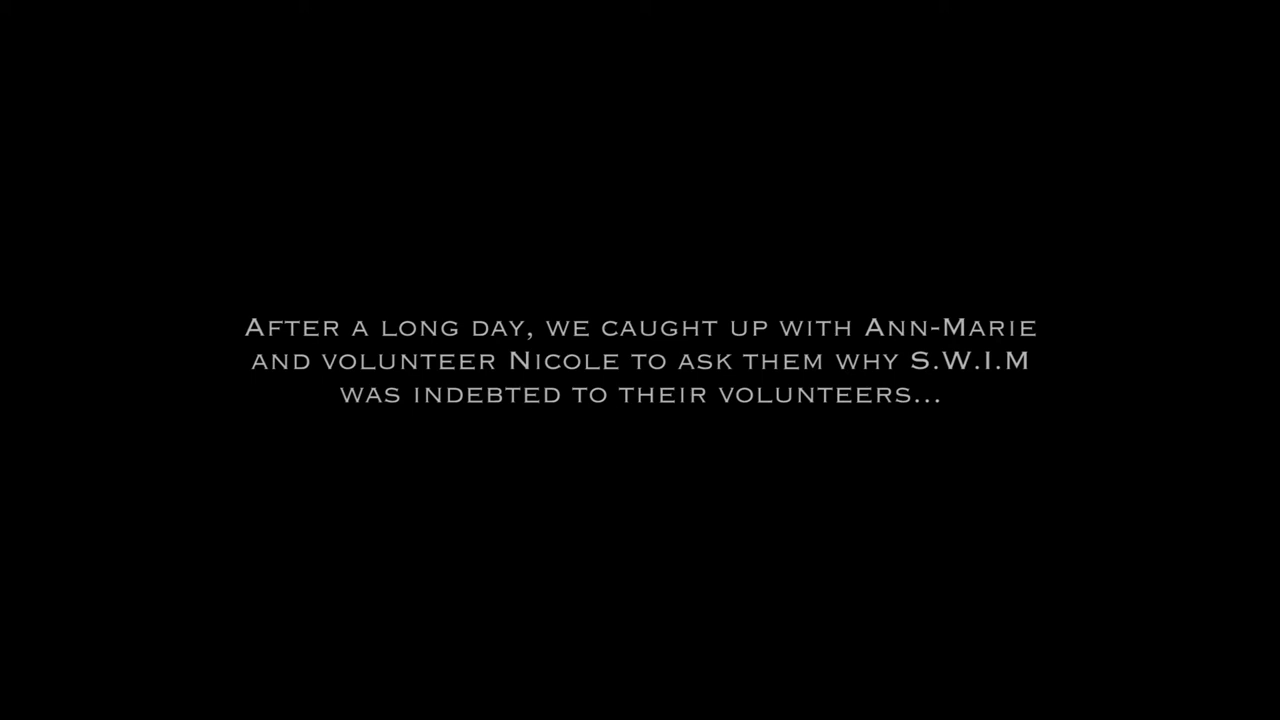 After a long day, we caught up with Ann-Marie
and volunteer Nicole to ask them why S.W.I.M
was indebted to their volunteers...